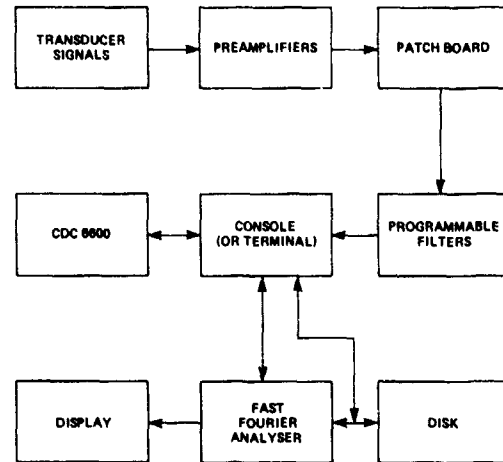 TRANSDUCER
SIGNALS
PREAMPLIFIERS
PATCH BOARD
CDC 6600
CONSOLE
(OR TERMINAL)
PROGRAMMABLE
FILTERS
DISPLAY
FAST
FOURIER
ANALYSER
DISK